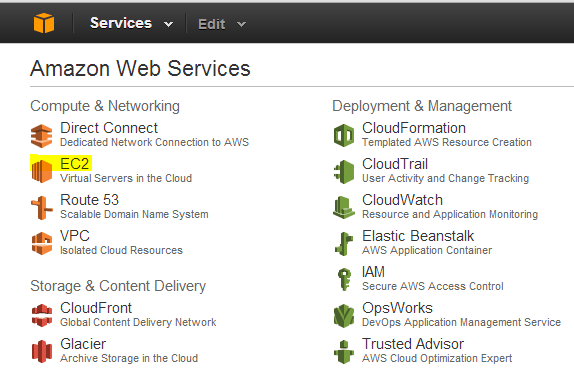 Services Edit
Amazon Web Services
Compute & Networking
Direct Connect
Dedicated Network Connection to AWS
EC2
Virtual Servers in the Cloud
Route 53
Scalable Domain Name System
VPC
Isolated Cloud Resources
Storage & Content Delivery
CloudFront
Global Content Delivery Network
Glacier
Archive Storage in the Cloud
Deployment & Management
CloudFormation
Templated AWS Resource Creation
CloudTrail
User Activity and Change Tracking
CloudWatch
Resource and Application Monitoring
Elastic Beanstalk
AWS Application Container
IAM
Secure AWS Access Control
OpsWorks
DevOps Application Management Service
Trusted Advisor
AWS Cloud Optimization Expert